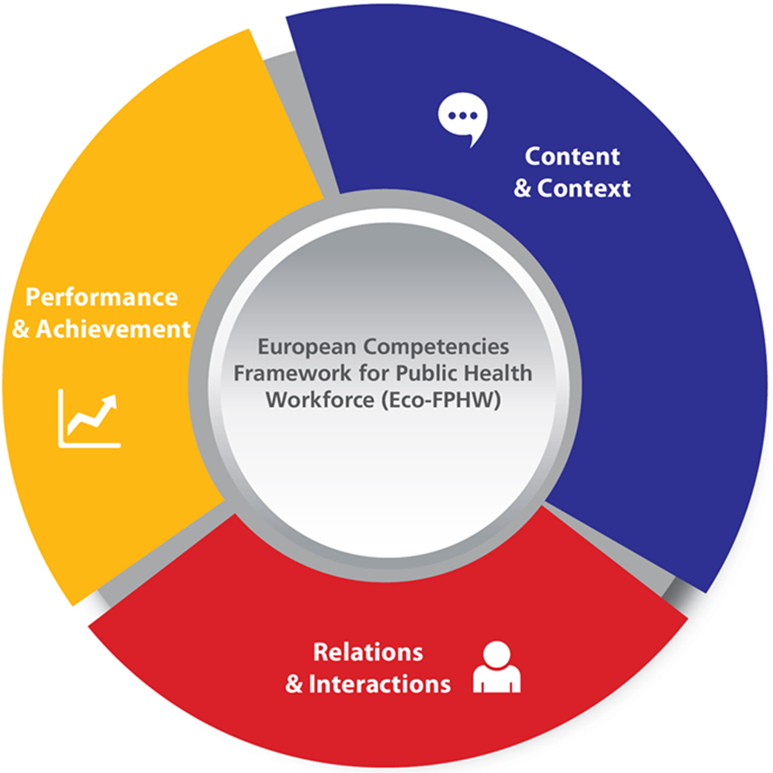 Content
& Context
Performance
& Achievement
European Competencies
Framework for Public Health
Workforce (Eco-FPHW)
Relations
& Interactions